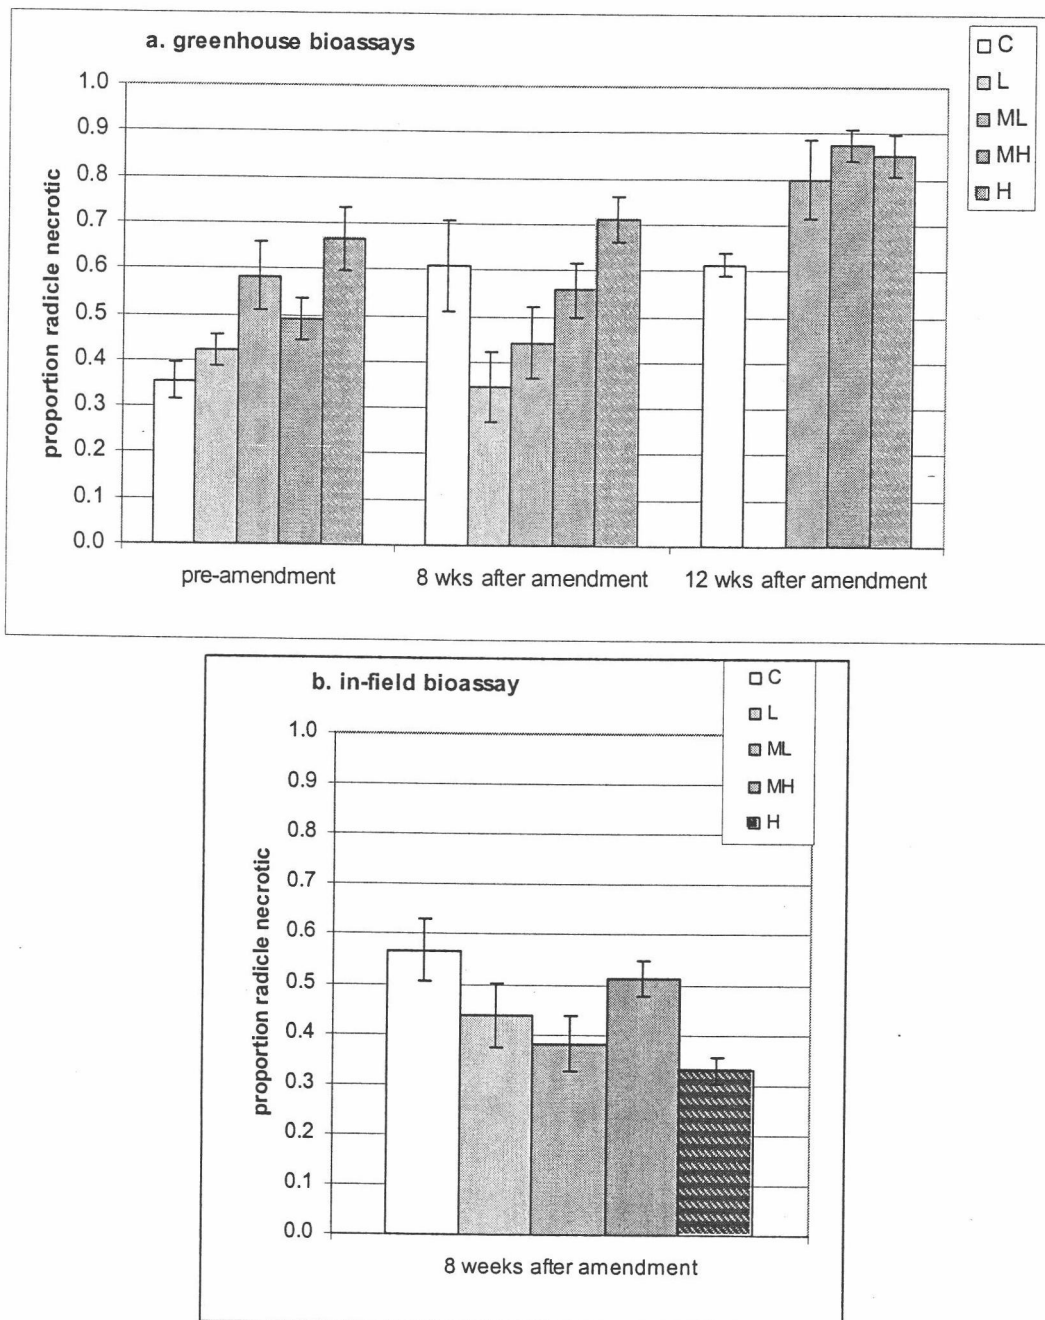 a. greenhouse bioassays
C
L
ML
MH
H
1.0
0.9
0.8
0.7
0.6
0.5
0.4
0.3
0.2
0.1
0.0
proportion radicle necrotic
pre-amendment 8 wks after amendment 12 wks after amendment
b. in-field bioassay
C
L
ML
MH
H
1.0
0.9
0.8
0.7
0.6
0.5
0.4
0.3
0.2
0.1
0.0
proportion radicle necrotic
8 weeks after amendment